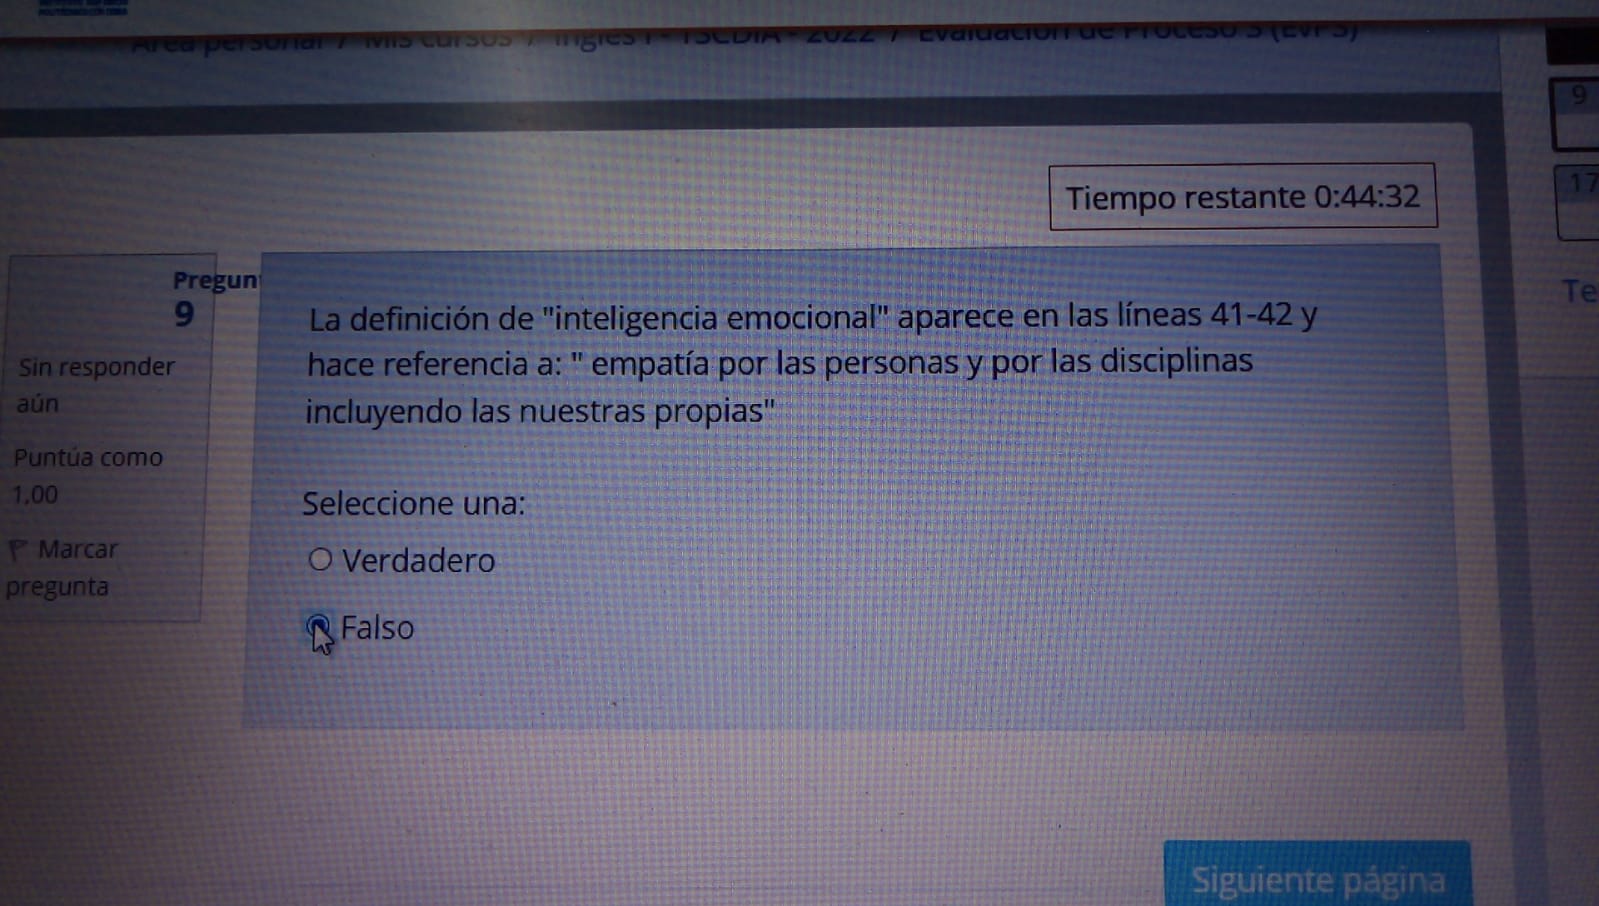 Área personal / Mis cursos / Inglés I - TSCDIA - 2022 / Evaluación de Proceso 3 (EVP3)
9
Tiempo restante 0:44:32
17
Te
Pregun
9
Sin responder
aún
Puntúa como
1,00
Marcar
pregunta
La definición de "inteligencia emocional" aparece en las líneas 41-42 y
hace referencia a: " empatía por las personas y por las disciplinas
incluyendo las nuestras propias"
Seleccione una:
Verdadero
Falso
Siguiente página